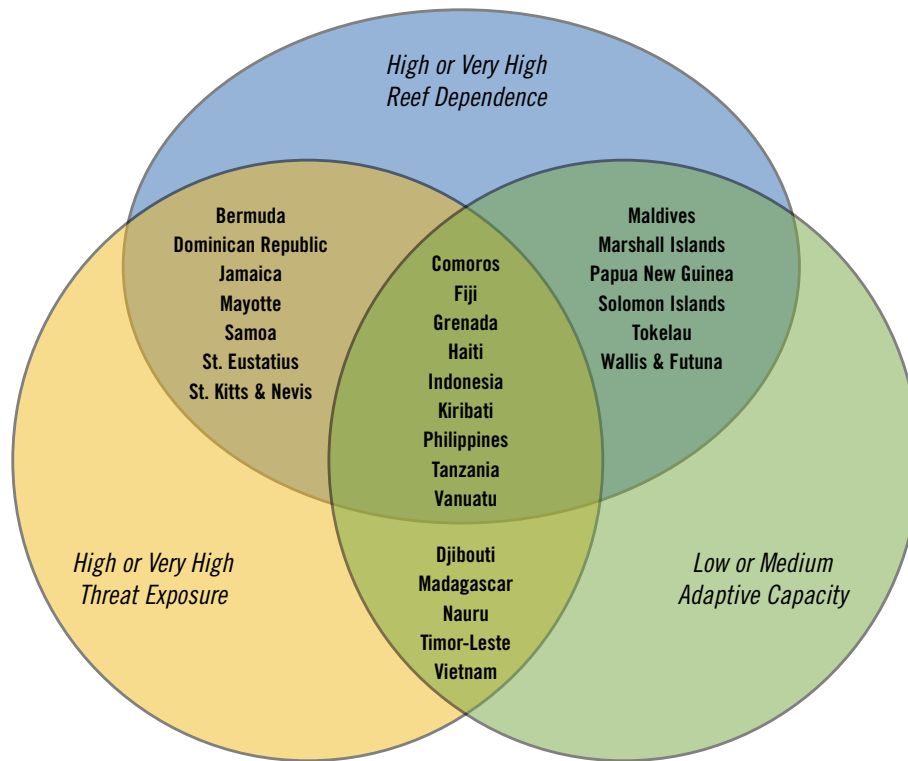 High or Very High
Reef Dependence
Bermuda
Dominican Republic
Jamaica
Mayotte
Samoa
St. Eustatius
St. Kitts & Nevis
Comoros
Fiji
Grenada
Haiti
Indonesia
Kiribati
Philippines
Tanzania
Vanuatu
Maldives
Marshall Islands
Papua New Guinea
Solomon Islands
Tokelau
Wallis & Futuna
High or Very High
Threat Exposure
Djibouti
Madagascar
Nauru
Timor-Leste
Vietnam
Low or Medium
Adaptive Capacity